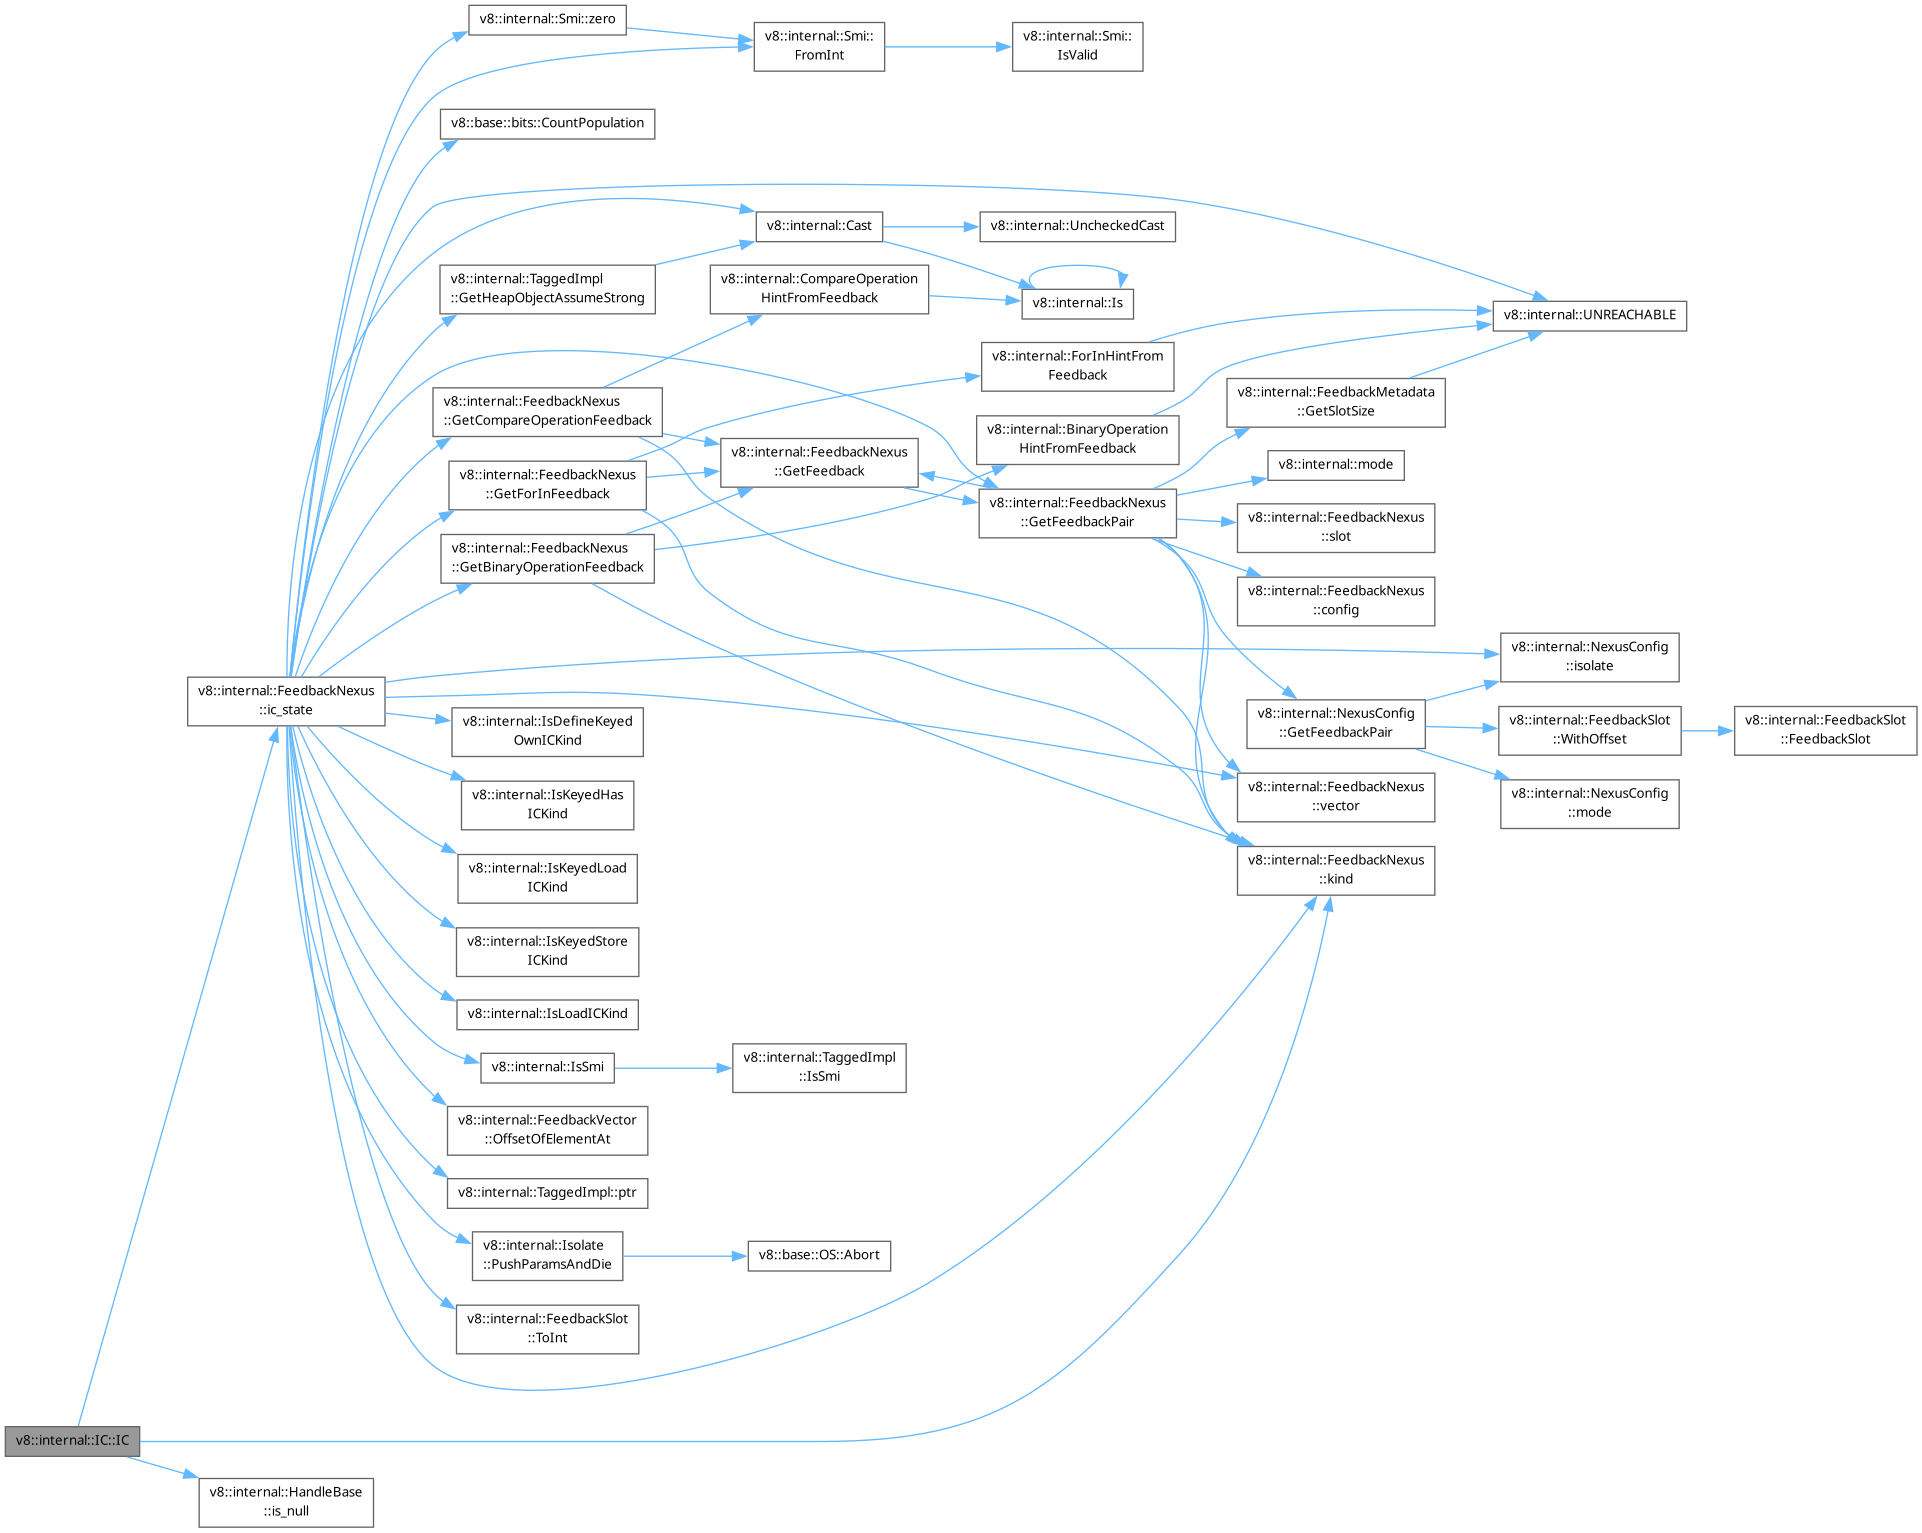 v8::internal::Smi::zero
v8::internal::Smi::
FromInt
v8::internal::Smi::
IsValid
v8::base::bits::CountPopulation
v8::internal::Cast
v8::internal::UncheckedCast
v8::internal::TaggedImpl
::GetHeapObjectAssumeStrong
v8::internal::CompareOperation
HintFromFeedback
v8::internal::Is
v8::internal::UNREACHABLE
v8::internal::ForInHintFrom
Feedback
v8::internal::FeedbackMetadata
::GetSlotSize
v8::internal::FeedbackNexus
::GetCompareOperationFeedback
v8::internal::BinaryOperation
HintFromFeedback
v8::internal::FeedbackNexus
::GetFeedback
v8::internal::mode
v8::internal::FeedbackNexus
::GetForInFeedback
v8::internal::FeedbackNexus
::GetFeedbackPair
v8::internal::FeedbackNexus
::slot
v8::internal::FeedbackNexus
::GetBinaryOperationFeedback
v8::internal::FeedbackNexus
::config
v8::internal::NexusConfig
::isolate
v8::internal::FeedbackNexus
::ic_state
v8::internal::IsDefineKeyed
OwnICKind
v8::internal::NexusConfig
::GetFeedbackPair
v8::internal::FeedbackSlot
::WithOffset
v8::internal::FeedbackSlot
::FeedbackSlot
v8::internal::IsKeyedHas
ICKind
v8::internal::FeedbackNexus
::vector
v8::internal::NexusConfig
::mode
v8::internal::IsKeyedLoad
ICKind
v8::internal::FeedbackNexus
::kind
v8::internal::IsKeyedStore
ICKind
v8::internal::IsLoadICKind
v8::internal::IsSmi
v8::internal::TaggedImpl
::IsSmi
v8::internal::FeedbackVector
::OffsetOfElementAt
v8::internal::TaggedImpl::ptr
v8::internal::Isolate
::PushParamsAndDie
v8::base::OS::Abort
v8::internal::FeedbackSlot
::ToInt
v8::internal::IC::IC
v8::internal::HandleBase
::is_null